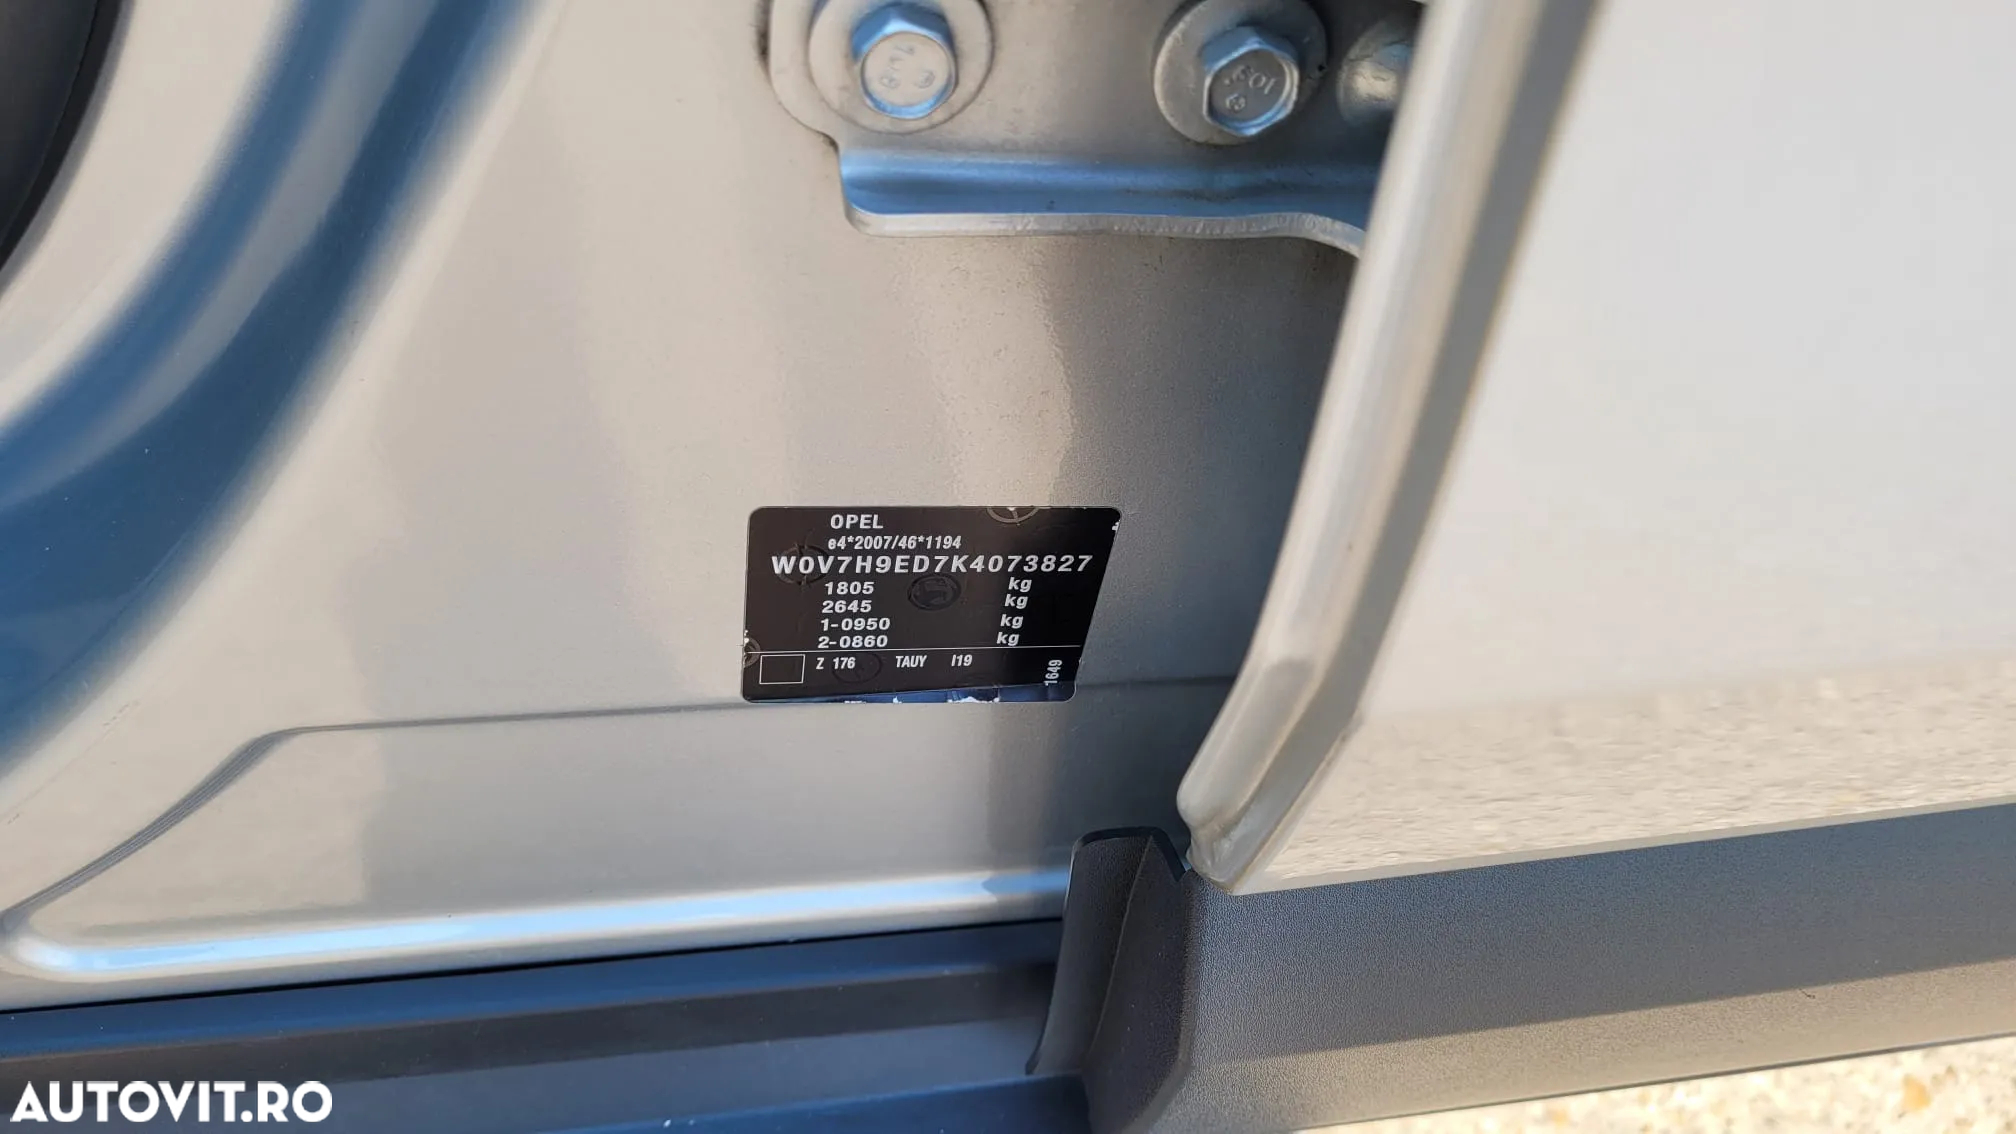 OPEL
e4*2007/46*1194
W0V7H9ED7K4073827
1805 kg
2645 kg
1-0950 kg
2-0860 kg
Z 176 TAUY I19
1649
AUTOVIT.RO